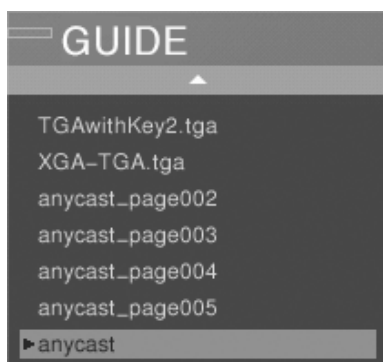 GUIDE
TGAwithKey2.tga
XGA-TGA.tga
anycast_page002
anycast_page003
anycast_page004
anycast_page005
anycast